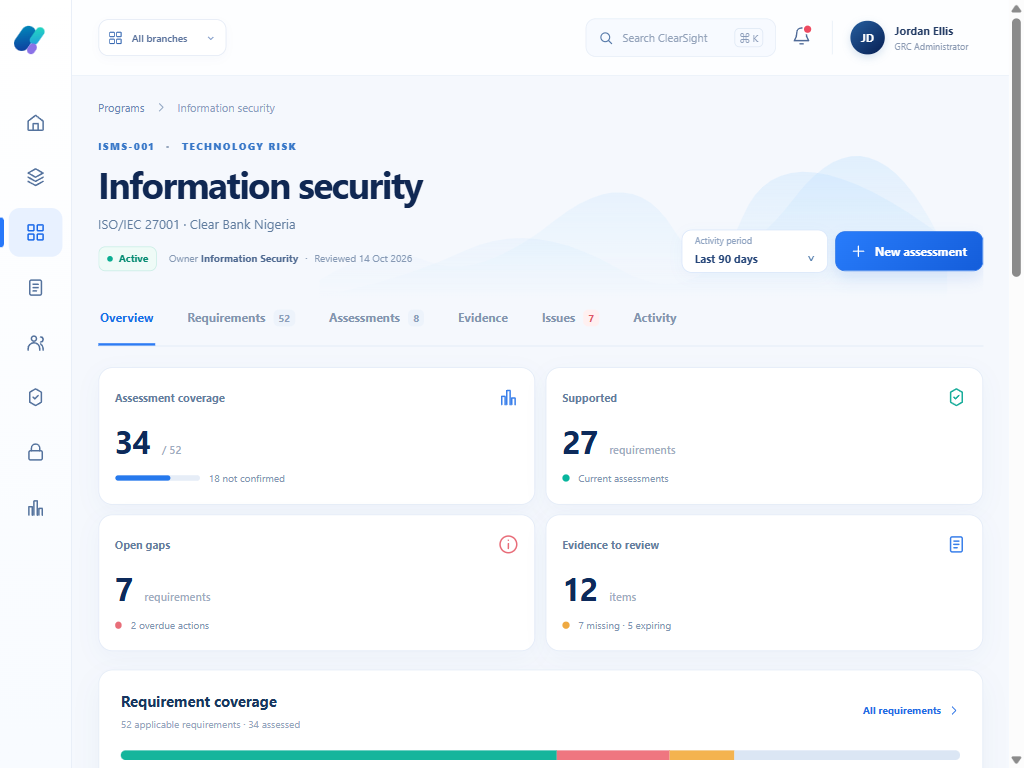 All branches
Search ClearSight
⌘ K
JD
Jordan Ellis
GRC Administrator
Programs > Information security
ISMS-001 · TECHNOLOGY RISK
Information security
ISO/IEC 27001 · Clear Bank Nigeria
Active
Owner Information Security · Reviewed 14 Oct 2026
Activity period
Last 90 days
+ New assessment
Overview
Requirements 52
Assessments 8
Evidence
Issues 7
Activity
Assessment coverage
34 / 52
18 not confirmed
Supported
27 requirements
Current assessments
Open gaps
7 requirements
2 overdue actions
Evidence to review
12 items
7 missing · 5 expiring
Requirement coverage
52 applicable requirements · 34 assessed
All requirements >